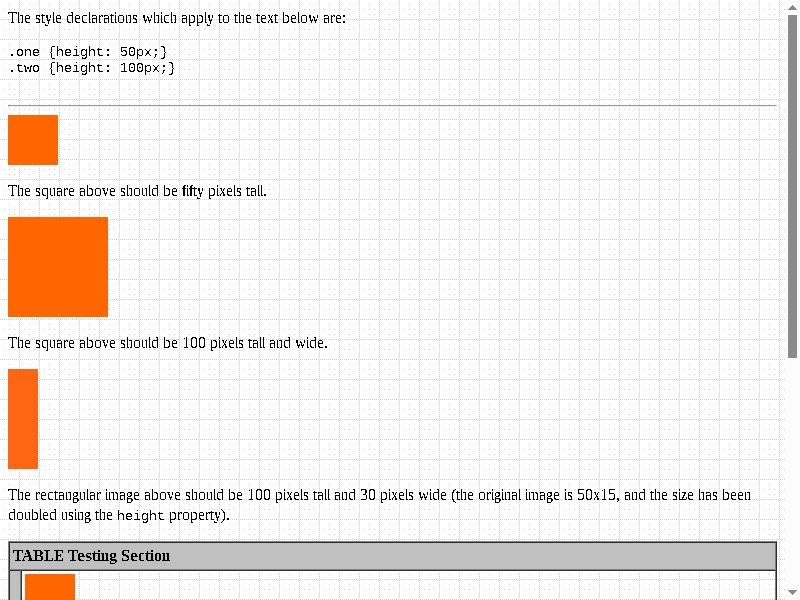 The style declarations which apply to the text below are:
.one {height: 50px;}
.two {height: 100px;}
The square above should be fifty pixels tall.
The square above should be 100 pixels tall and wide.
The rectangular image above should be 100 pixels tall and 30 pixels wide (the original image is 50x15, and the size has been
doubled using the height property).
TABLE Testing Section